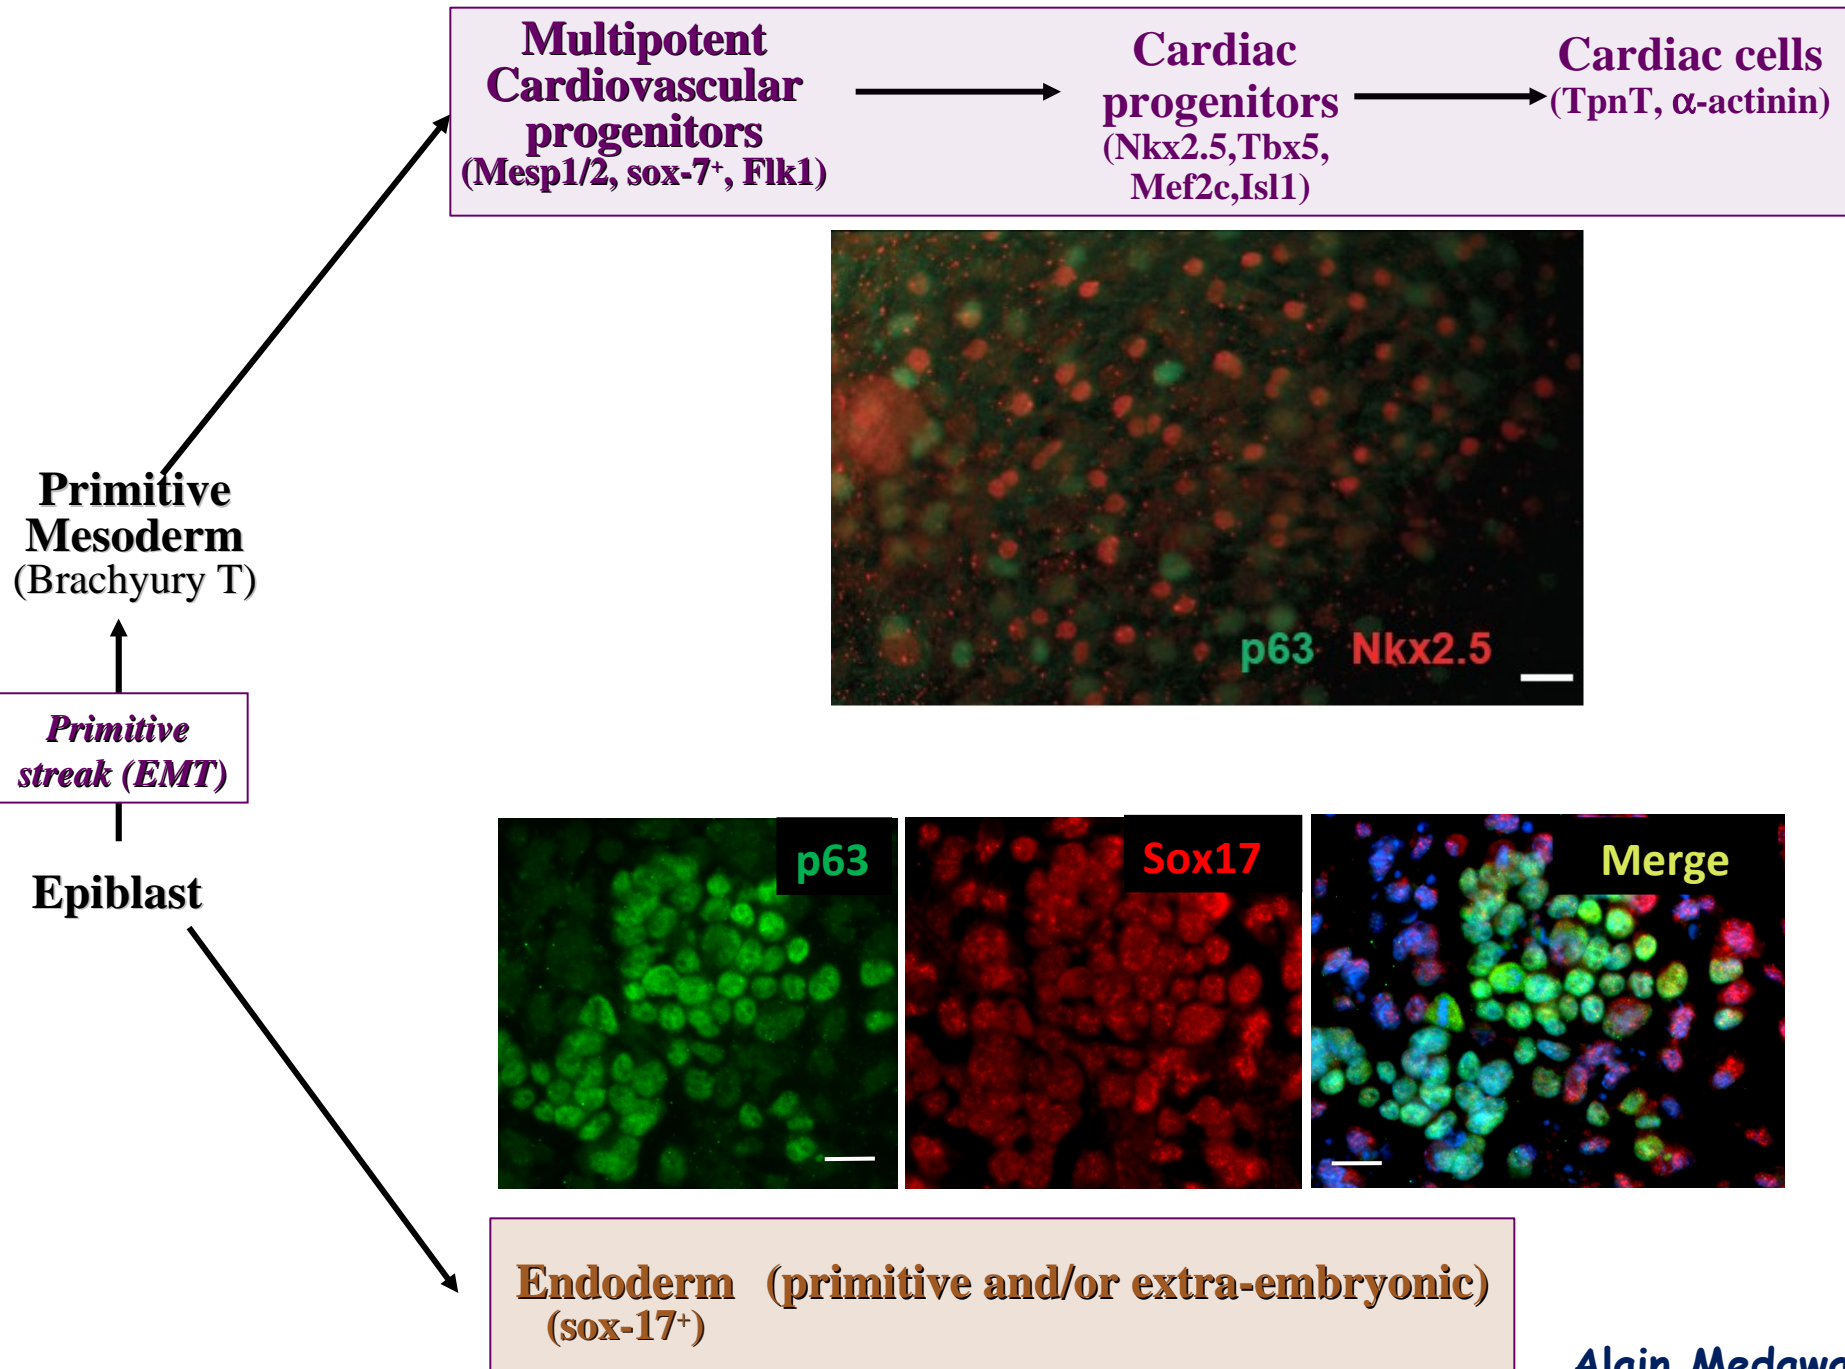 Multipotent
Cardiovascular
progenitors
(Mesp1/2, sox-7⁺, Flk1)
Cardiac
progenitors
(Nkx2.5,Tbx5,
Mef2c,Isl1)
Cardiac cells
(TpnT, α-actinin)
p63 Nkx2.5
Primitive
Mesoderm
(Brachyury T)
Primitive
streak (EMT)
Epiblast
p63
Sox17
Merge
Endoderm (primitive and/or extra-embryonic)
(sox-17⁺)
Alain